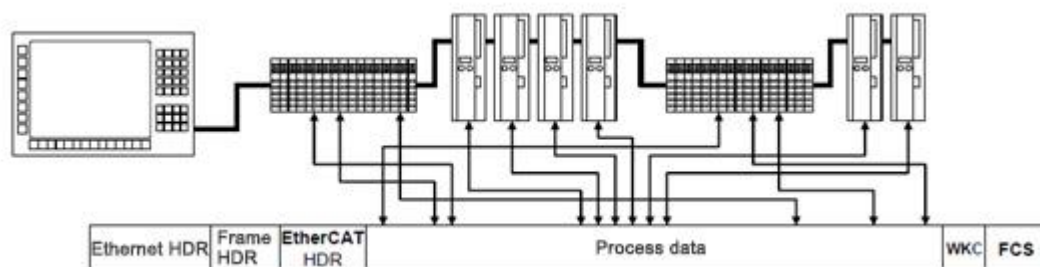 Ethernet HDR
Frame
HDR
EtherCAT
HDR
Process data
WKC
FCS